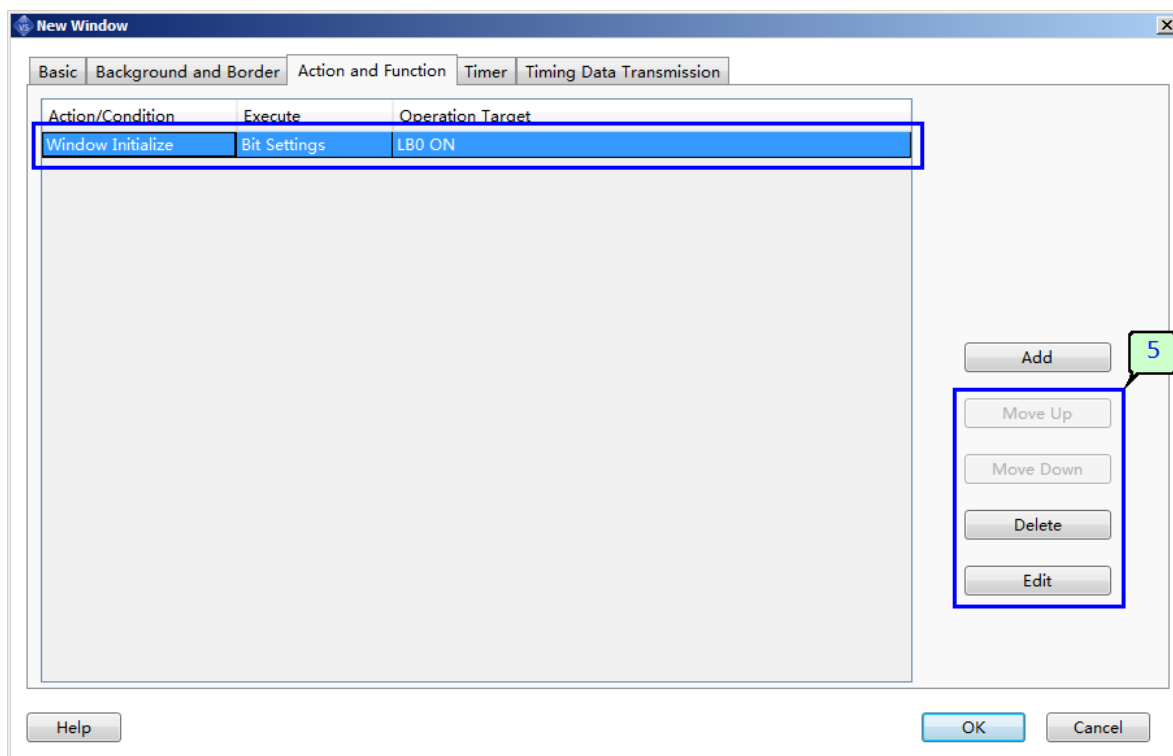 VS New Window
Basic Background and Border Action and Function Timer Timing Data Transmission
Action/Condition Execute Operation Target
Window Initialize Bit Settings LB0 ON
Add
5
Move Up
Move Down
Delete
Edit
Help OK Cancel